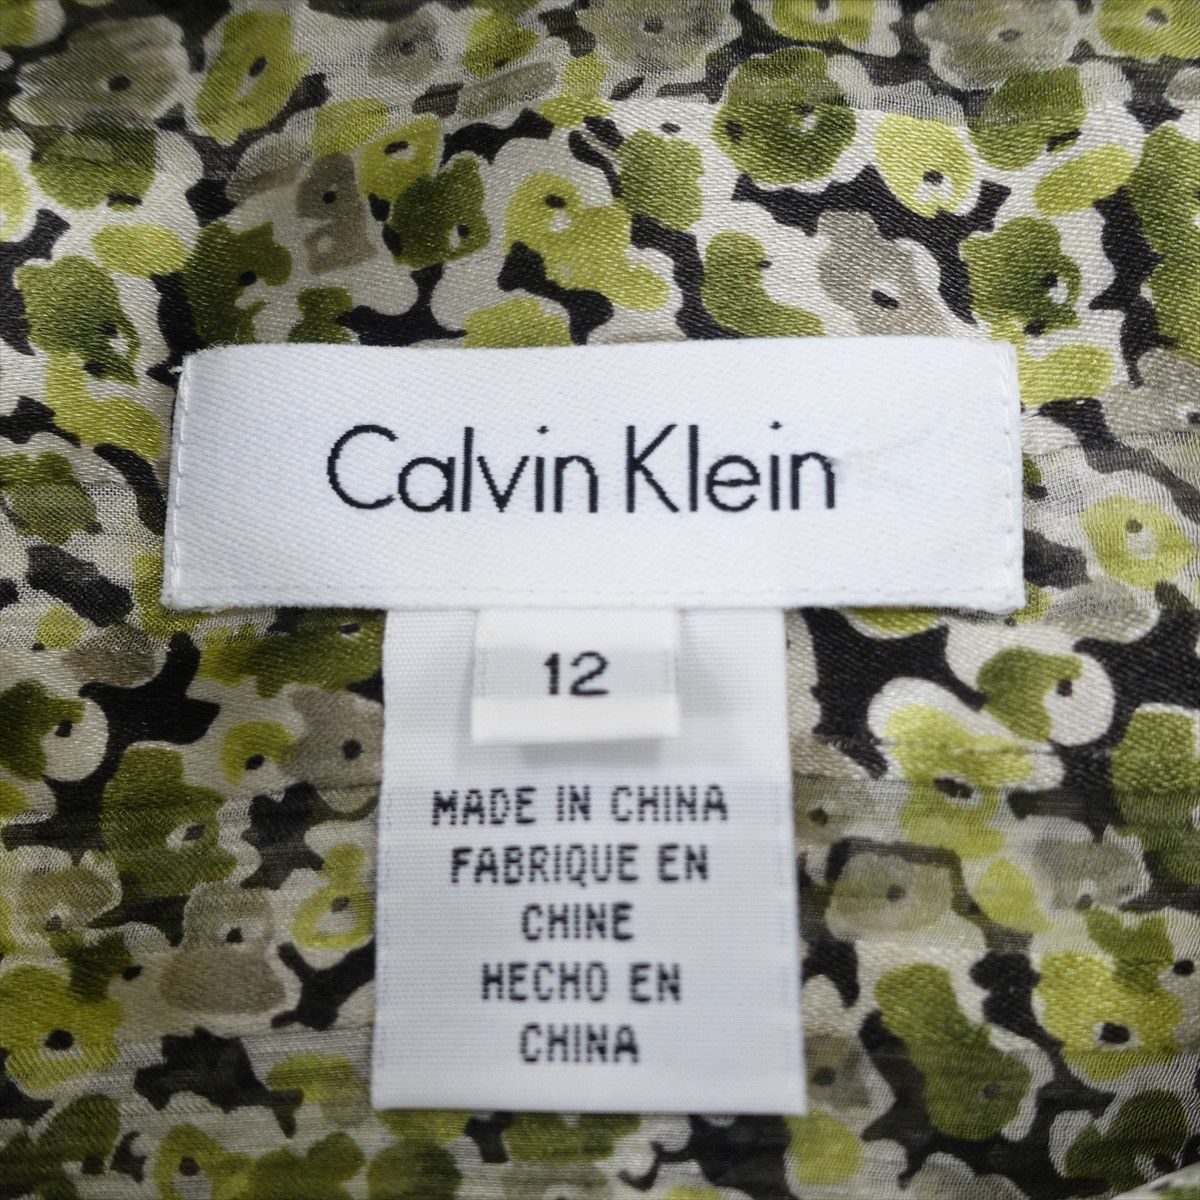 Calvin Klein
12
MADE IN CHINA
FABRIQUE EN
CHINE
HECHO EN
CHINA